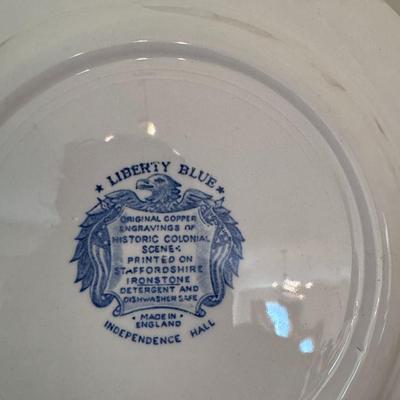 ★ LIBERTY BLUE ★
ORIGINAL COPPER
ENGRAVINGS OF
HISTORIC COLONIAL
SCENES
PRINTED ON
STAFFORDSHIRE
IRONSTONE
DETERGENT AND
DISHWASHER SAFE
• MADE IN •
ENGLAND
INDEPENDENCE HALL